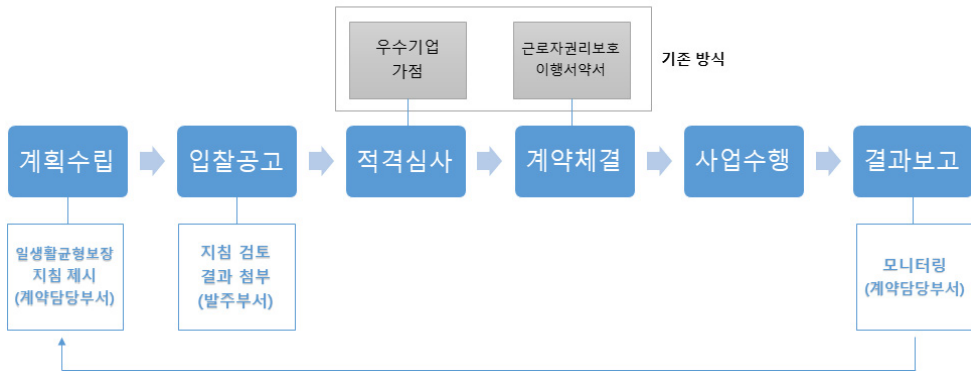 우수기업
가점
근로자권리보호
이행서약서
기존 방식
계획수립
입찰공고
적격심사
계약체결
사업수행
결과보고
일생활균형보장
지침 제시
(계약담당부서)
지침 검토
결과 첨부
(발주부서)
모니터링
(계약담당부서)